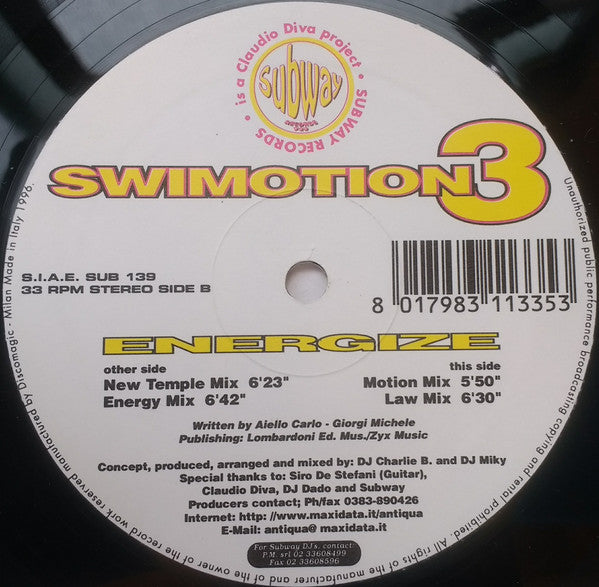 is a Claudio Diva project • SUBWAY RECORDS •
subway
SWIMOTION 3
S.I.A.E. SUB 139
33 RPM STEREO SIDE B
8 017983 113353
ENERGIZE
other side
New Temple Mix 6'23"
Energy Mix 6'42"
this side
Motion Mix 5'50"
Law Mix 6'30"
Written by Aiello Carlo - Giorgi Michele
Publishing: Lombardoni Ed. Mus./Zyx Music
Concept, produced, arranged and mixed by: DJ Charlie B. and DJ Miky
Special thanks to: Siro De Stefani (Guitar),
Claudio Diva, DJ Dado and Subway
Producers contact; Ph/fax 0383-890426
Internet: http://www.maxidata.it/antiqua
E-Mail: antiqua@ maxidata.it
For Subway DJs. contact:
P.M. srl 02 33608499
Fax 02 33608596
Unauthorized public performance broadcasting copying and rental prohibited. All rights of the manufacturer and of the owner of the record work reserved manufactured by Discomagic - Milan Made in Italy 1996.